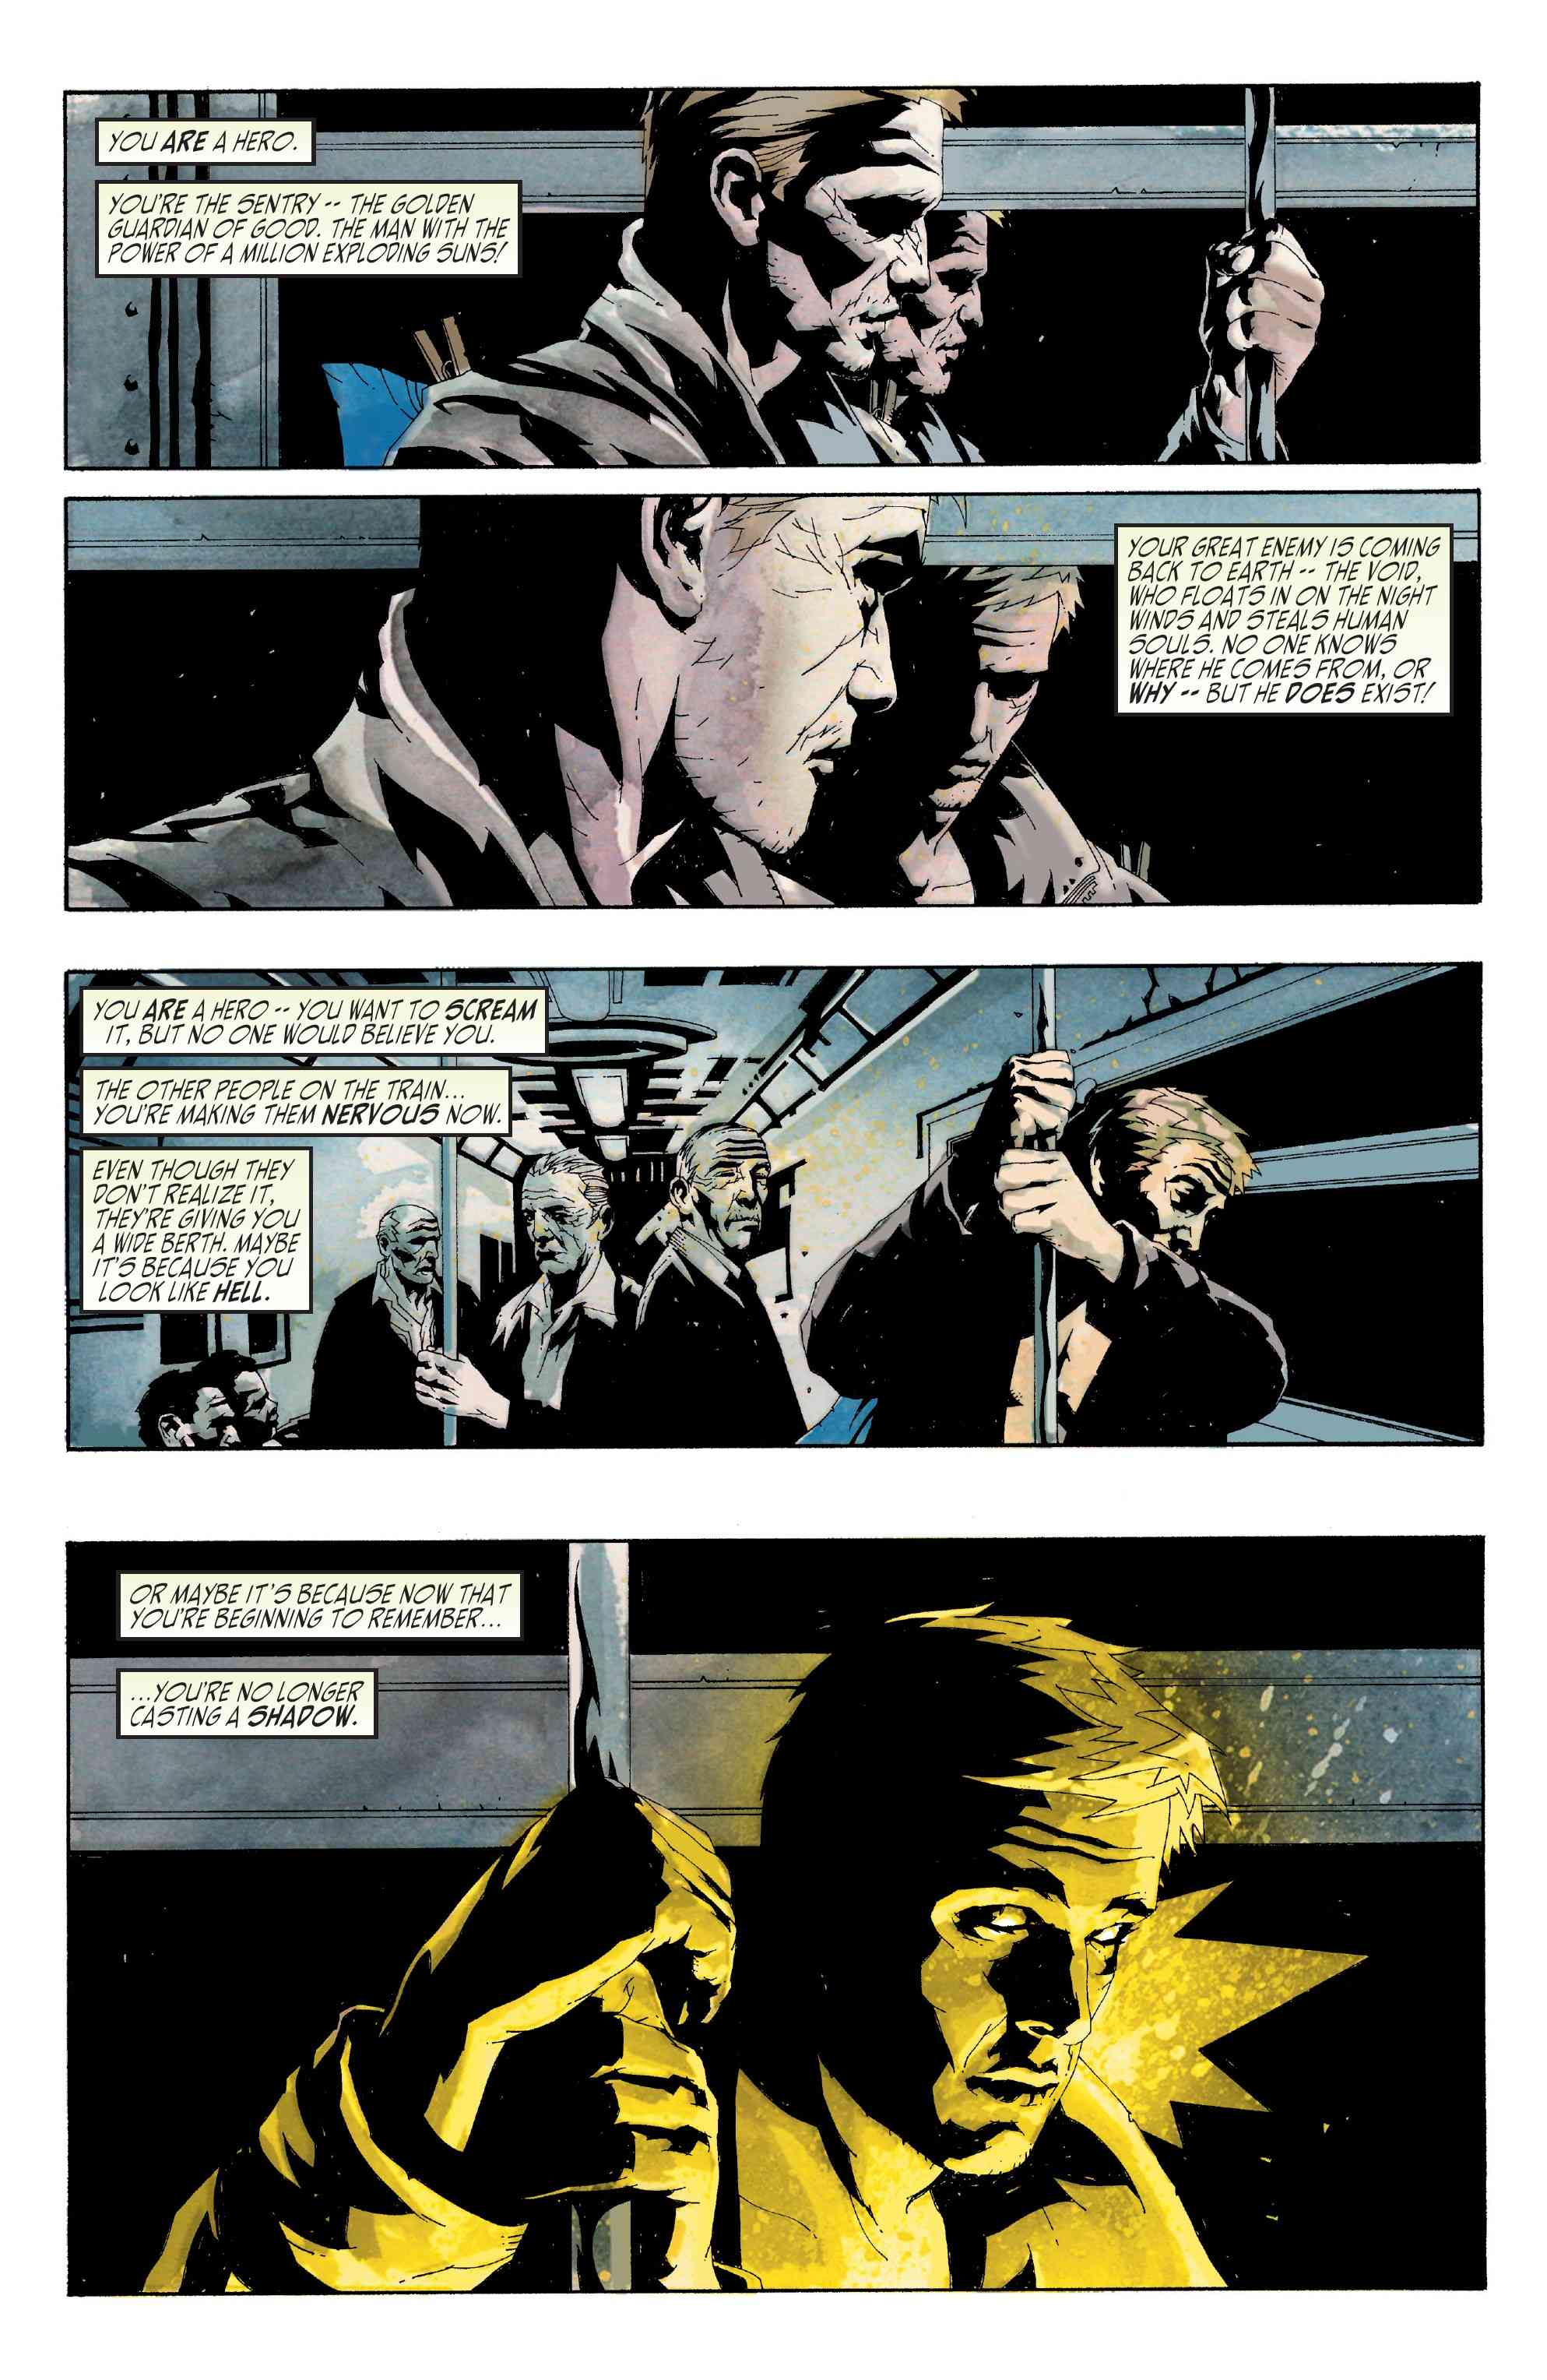 YOU ARE A HERO.
YOU'RE THE SENTRY -- THE GOLDEN
GUARDIAN OF GOOD. THE MAN WITH THE
POWER OF A MILLION EXPLODING SUNS!
YOUR GREAT ENEMY IS COMING
BACK TO EARTH -- THE VOID,
WHO FLOATS IN ON THE NIGHT
WINDS AND STEALS HUMAN
SOULS. NO ONE KNOWS
WHERE HE COMES FROM, OR
WHY -- BUT HE DOES EXIST!
YOU ARE A HERO -- YOU WANT TO SCREAM
IT, BUT NO ONE WOULD BELIEVE YOU.
THE OTHER PEOPLE ON THE TRAIN...
YOU'RE MAKING THEM NERVOUS NOW.
EVEN THOUGH THEY
DON'T REALIZE IT,
THEY'RE GIVING YOU
A WIDE BERTH. MAYBE
IT'S BECAUSE YOU
LOOK LIKE HELL.
OR MAYBE IT'S BECAUSE NOW THAT
YOU'RE BEGINNING TO REMEMBER...
...YOU'RE NO LONGER
CASTING A SHADOW.